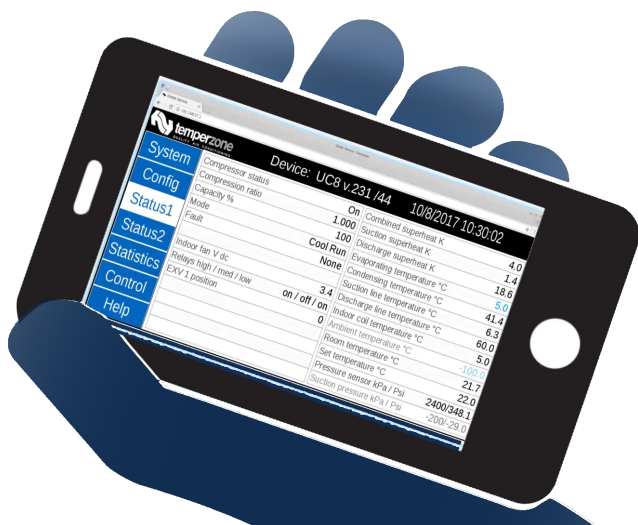 temperzone
QUALITY AIR CONDITIONING
Device: UC8 v.231 /44 10/8/2017 10:30:02
System
Config
Status1
Status2
Statistics
Control
Help
Compressor status On
Compression ratio 1.000
Capacity % 100
Mode Cool Run
Fault None
Indoor fan V dc 3.4
Relays high / med / low on / off / on
EXV 1 position 0
Combined superheat K 4.0
Suction superheat K 1.4
Discharge superheat K 18.6
Evaporating temperature °C 5.0
Condensing temperature °C 41.4
Suction line temperature °C 6.3
Discharge line temperature °C 60.0
Indoor coil temperature °C 5.0
Ambient temperature °C -100.0
Room temperature °C 21.7
Set temperature °C 22.0
Pressure sensor kPa / Psi 2400/348.1
Suction pressure kPa / Psi -200/-29.0